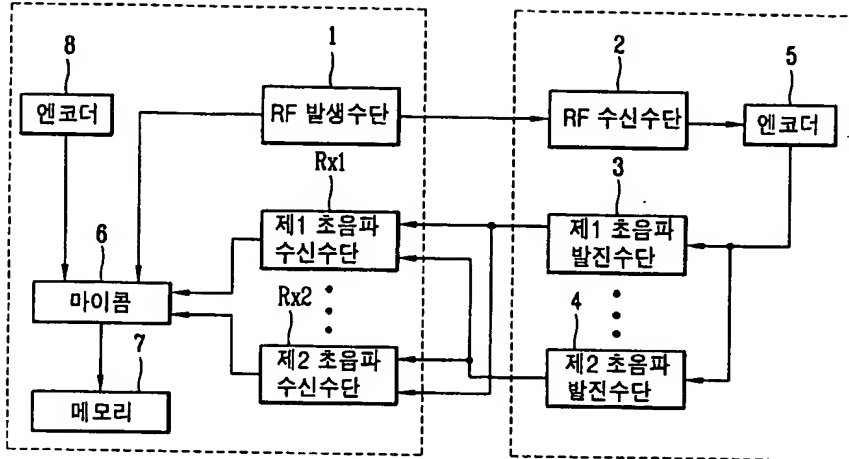 8
엔코더
1
RF 발생수단
2
RF 수신수단
5
엔코더
Rx1
제1 초음파
수신수단
3
제1 초음파
발진수단
6
마이콤
Rx2
제2 초음파
수신수단
4
제2 초음파
발진수단
7
메모리